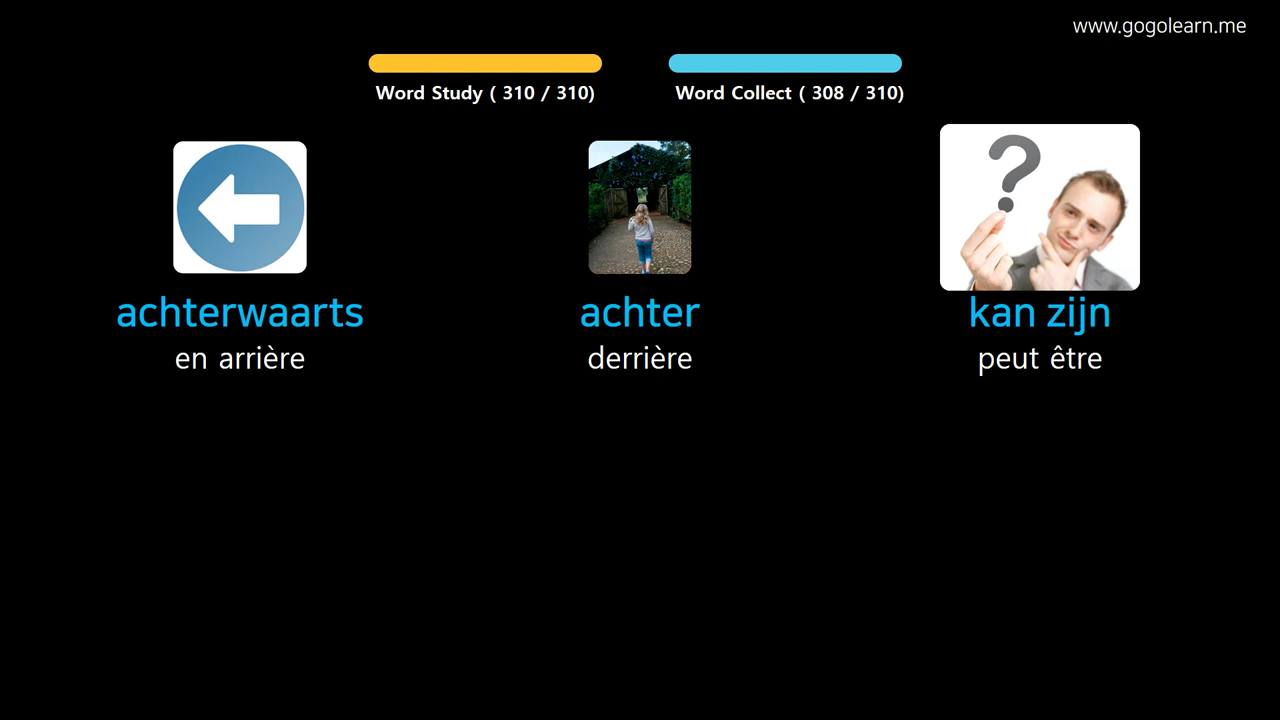 www.gogolearn.me
Word Study ( 310 / 310)
Word Collect ( 308 / 310)
achterwaarts
en arrière
achter
derrière
?
kan zijn
peut être